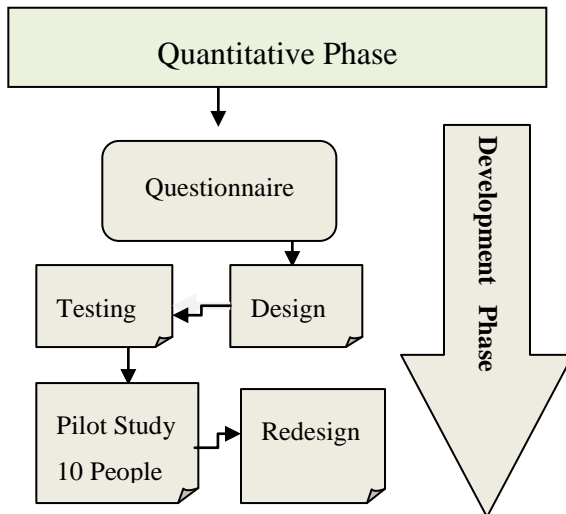 Quantitative Phase
Questionnaire
Testing
Design
Pilot Study
10 People
Redesign
Development Phase